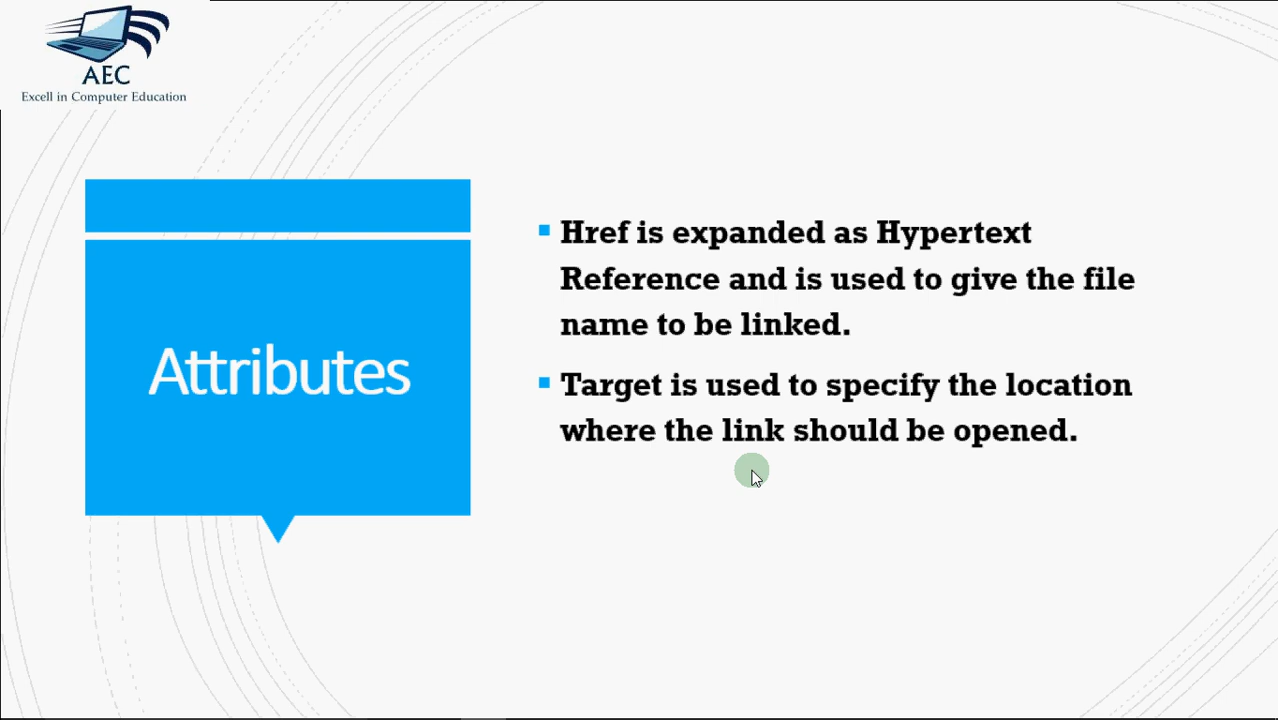 AEC
Excell in Computer Education
Attributes
Href is expanded as Hypertext
Reference and is used to give the file
name to be linked.
Target is used to specify the location
where the link should be opened.